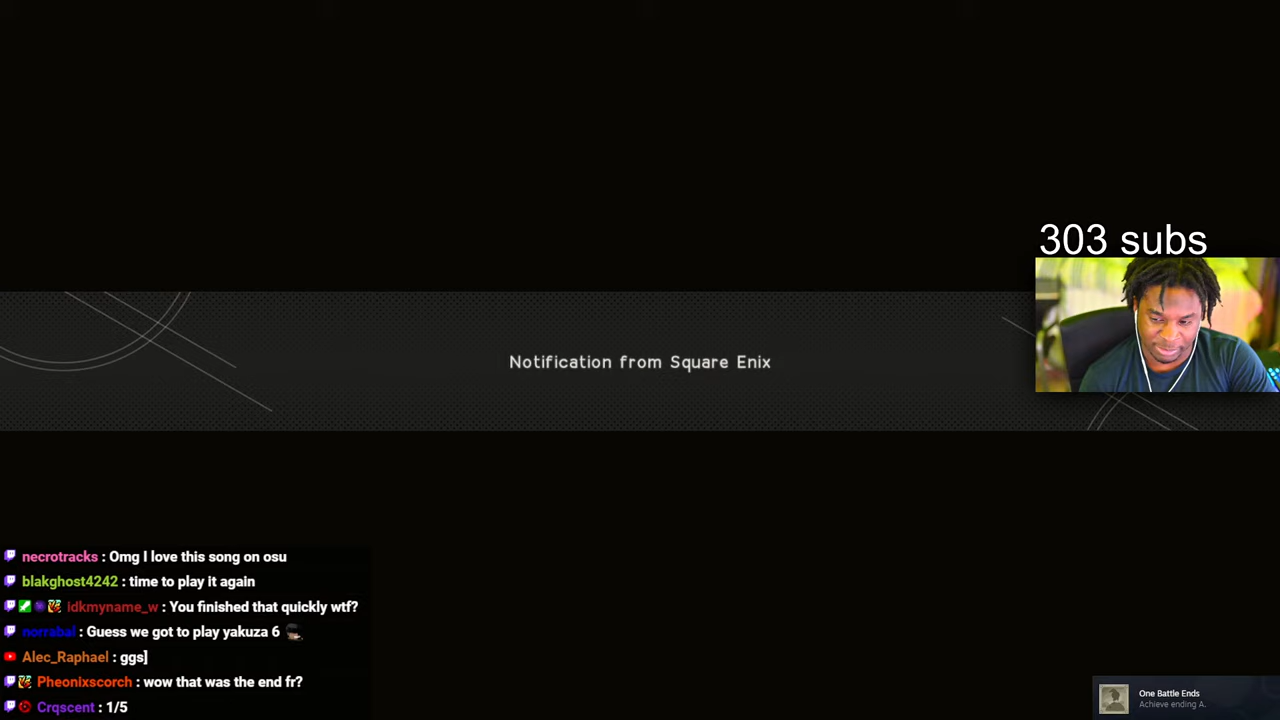 303 subs
Notification from Square Enix
necrotracks : Omg I love this song on osu
blakghost4242 : time to play it again
idkmyname_w : You finished that quickly wtf?
norrabal : Guess we got to play yakuza 6
Alec_Raphael : ggs]
Pheonixscorch : wow that was the end fr?
Crqscent : 1/5
One Battle Ends
Achieve ending A.